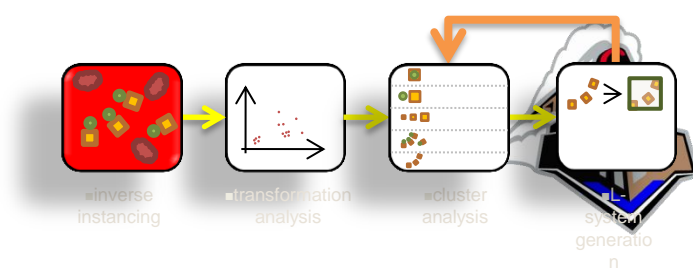 ▪inverse
instancing
▪transformation
analysis
▪cluster
analysis
▪L-
system
generatio
n